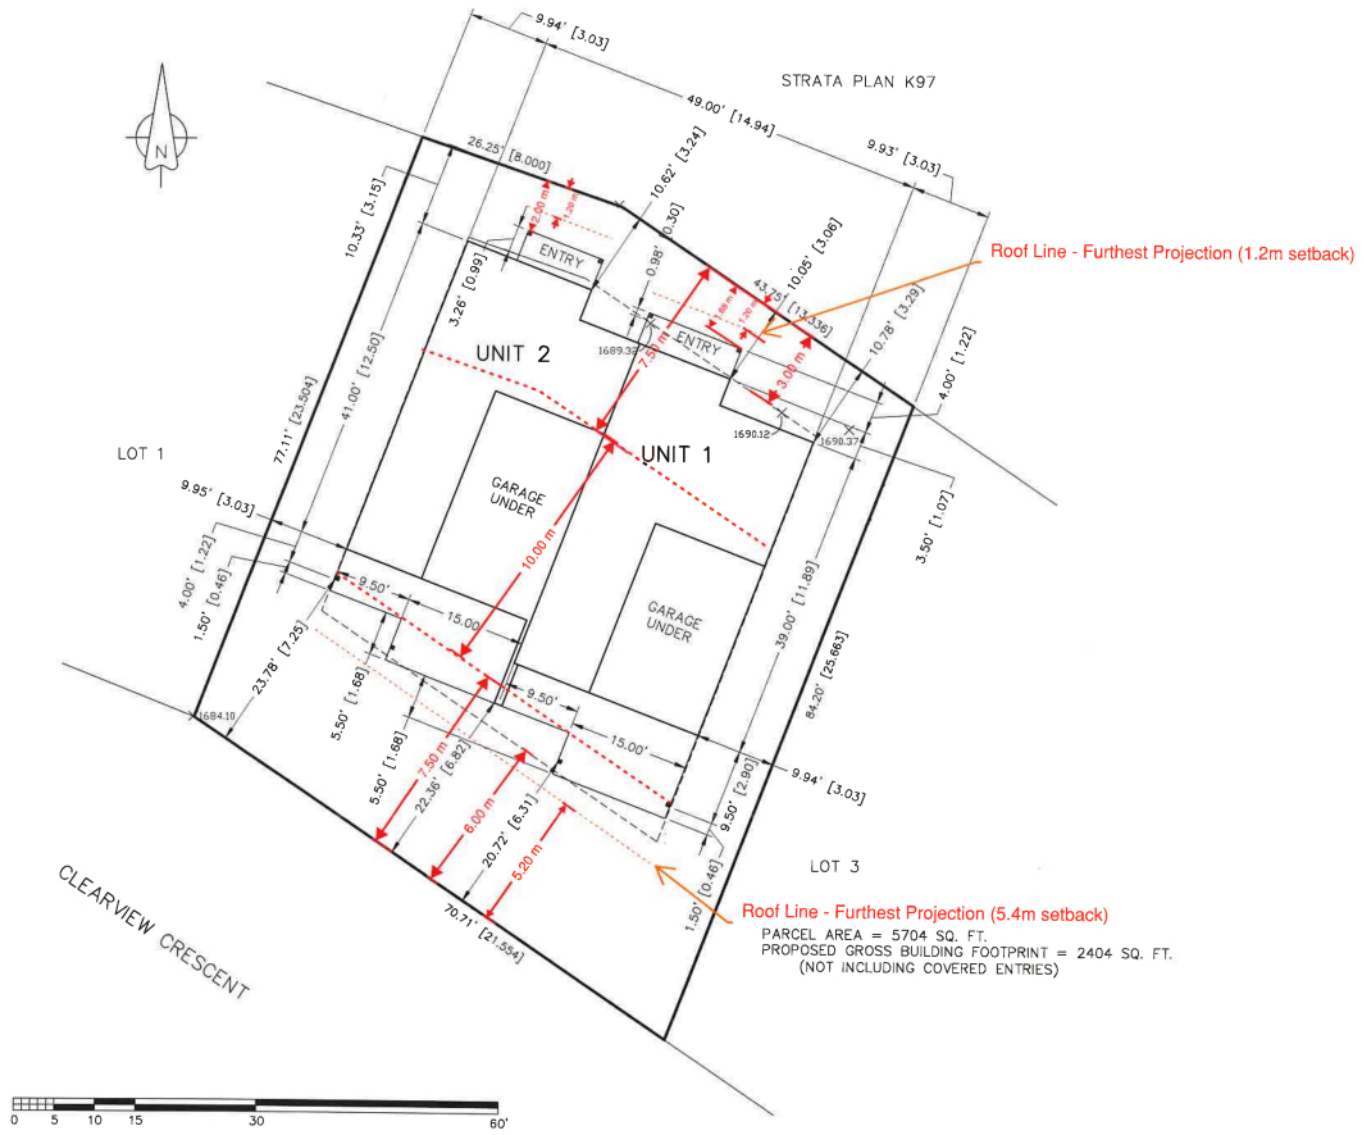 9.94' [3.03]
STRATA PLAN K97
49.00' [14.94]
9.93' [3.03]
26.25' [8.000]
10.62' [3.24]
N
10.33' [3.15]
2.00 m
1.20 m
0.98' [0.30]
10.05' [3.06]
Roof Line - Furthest Projection (1.2m setback)
ENTRY
3.26' [0.99]
43.75' [13.336]
1.88 m
1.20 m
10.78' [3.29]
ENTRY
1689.32
7.50 m
3.00 m
4.00' [1.22]
UNIT 2
41.00' [12.50]
77.11' [23.504]
1690.12
1690.37
UNIT 1
LOT 1
GARAGE
UNDER
9.95' [3.03]
3.50' [1.07]
10.00 m
4.00' [1.22]
1.50' [0.46]
9.50'
15.00
GARAGE
UNDER
39.00' [11.89]
84.20' [25.663]
23.78' [7.25]
5.50' [1.68]
9.50'
15.00'
1684.10
5.50' [1.68]
7.50 m
22.36' [6.82]
6.00 m
20.72' [6.31]
5.20 m
9.50' [2.90]
9.94' [3.03]
1.50' [0.46]
LOT 3
CLEARVIEW CRESCENT
70.71' [21.554]
Roof Line - Furthest Projection (5.4m setback)
PARCEL AREA = 5704 SQ. FT.
PROPOSED GROSS BUILDING FOOTPRINT = 2404 SQ. FT.
(NOT INCLUDING COVERED ENTRIES)
0 5 10 15 30 60'